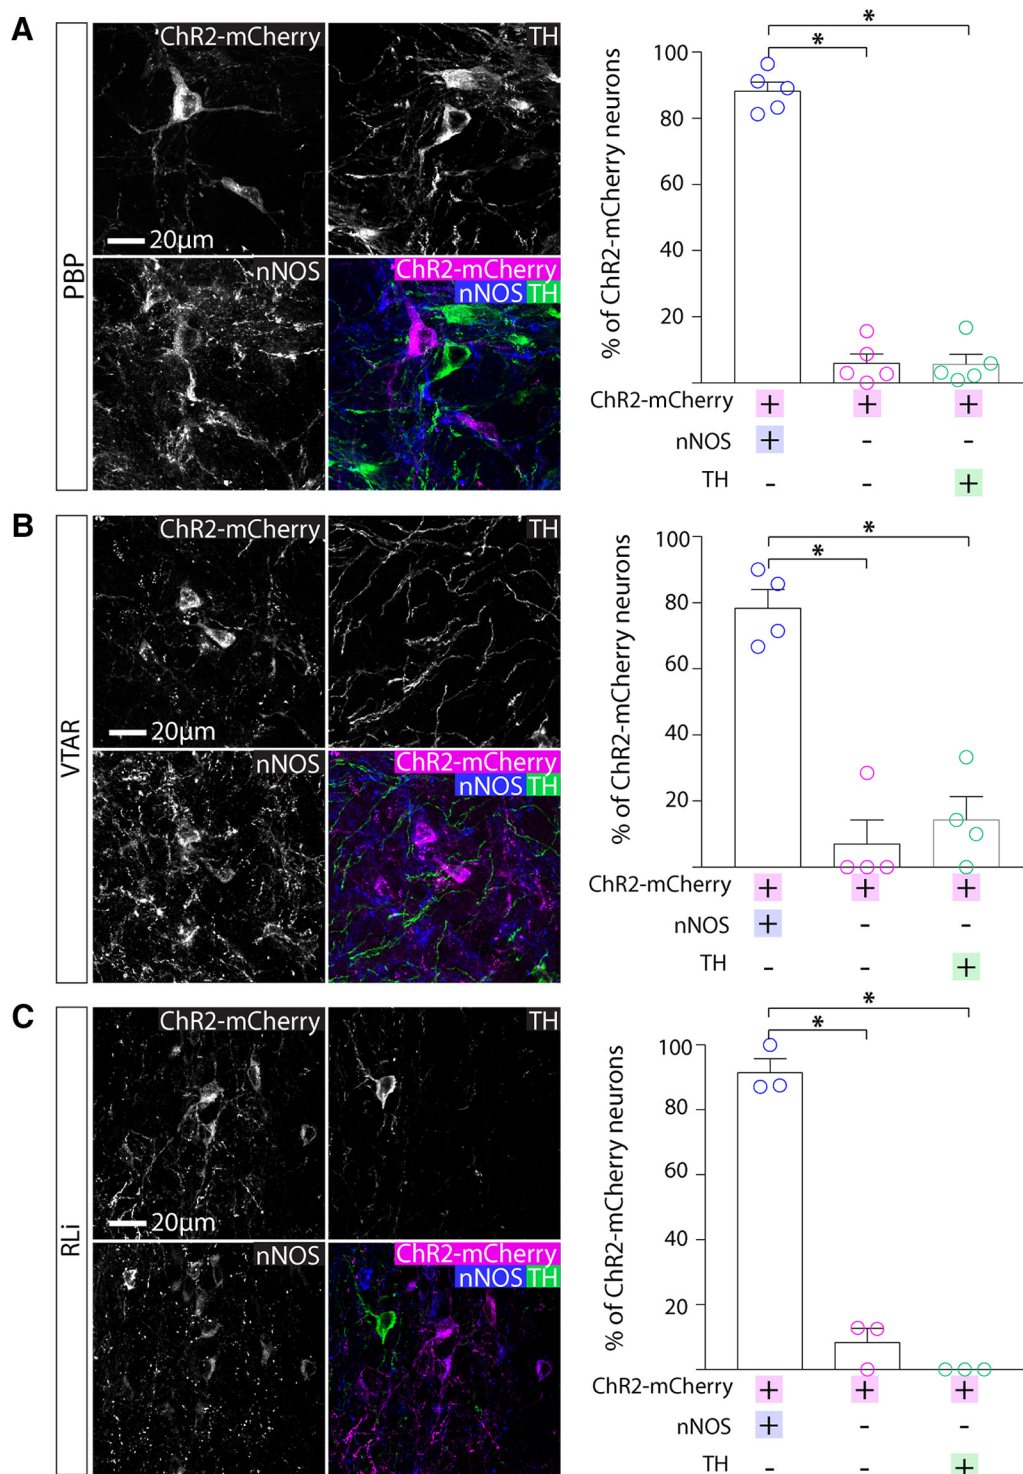 A
PBP
ChR2-mCherry
TH
20µm
nNOS
ChR2-mCherry
nNOS TH
% of ChR2-mCherry neurons
100
80
60
40
20
*
*
ChR2-mCherry + + +
nNOS + - -
TH - - +
B
VTAR
ChR2-mCherry
TH
20µm
nNOS
ChR2-mCherry
nNOS TH
% of ChR2-mCherry neurons
100
80
60
40
20
*
*
ChR2-mCherry + + +
nNOS + - -
TH - - +
C
RLi
ChR2-mCherry
TH
20µm
nNOS
ChR2-mCherry
nNOS TH
% of ChR2-mCherry neurons
100
80
60
40
20
*
*
ChR2-mCherry + + +
nNOS + - -
TH - - +